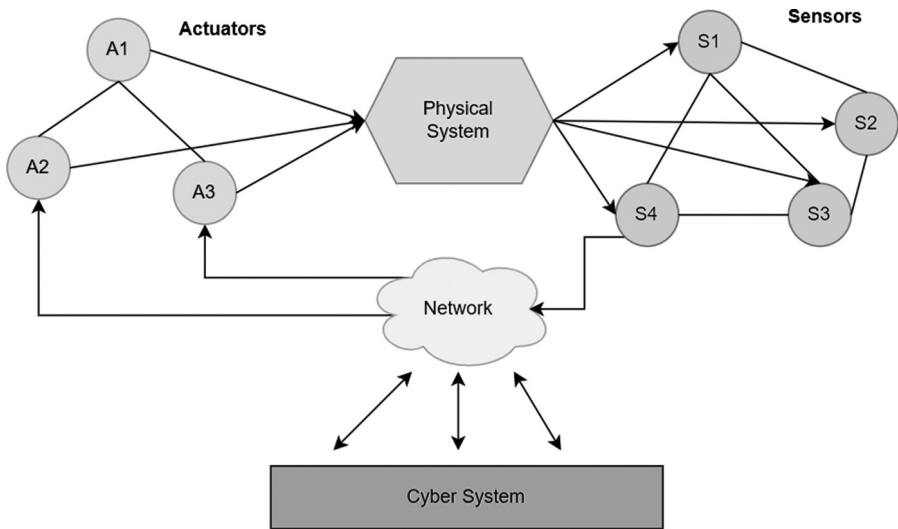 Actuators
Sensors
A1
S1
Physical
System
S2
A2
A3
S4
S3
Network
Cyber System